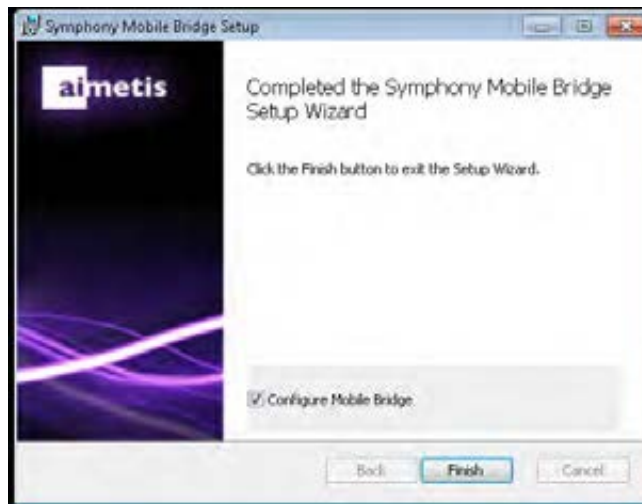 Symphony Mobile Bridge Setup
aimetis
Completed the Symphony Mobile Bridge
Setup Wizard
Click the Finish button to exit the Setup Wizard.
Configure Mobile Bridge
Back
Finish
Cancel